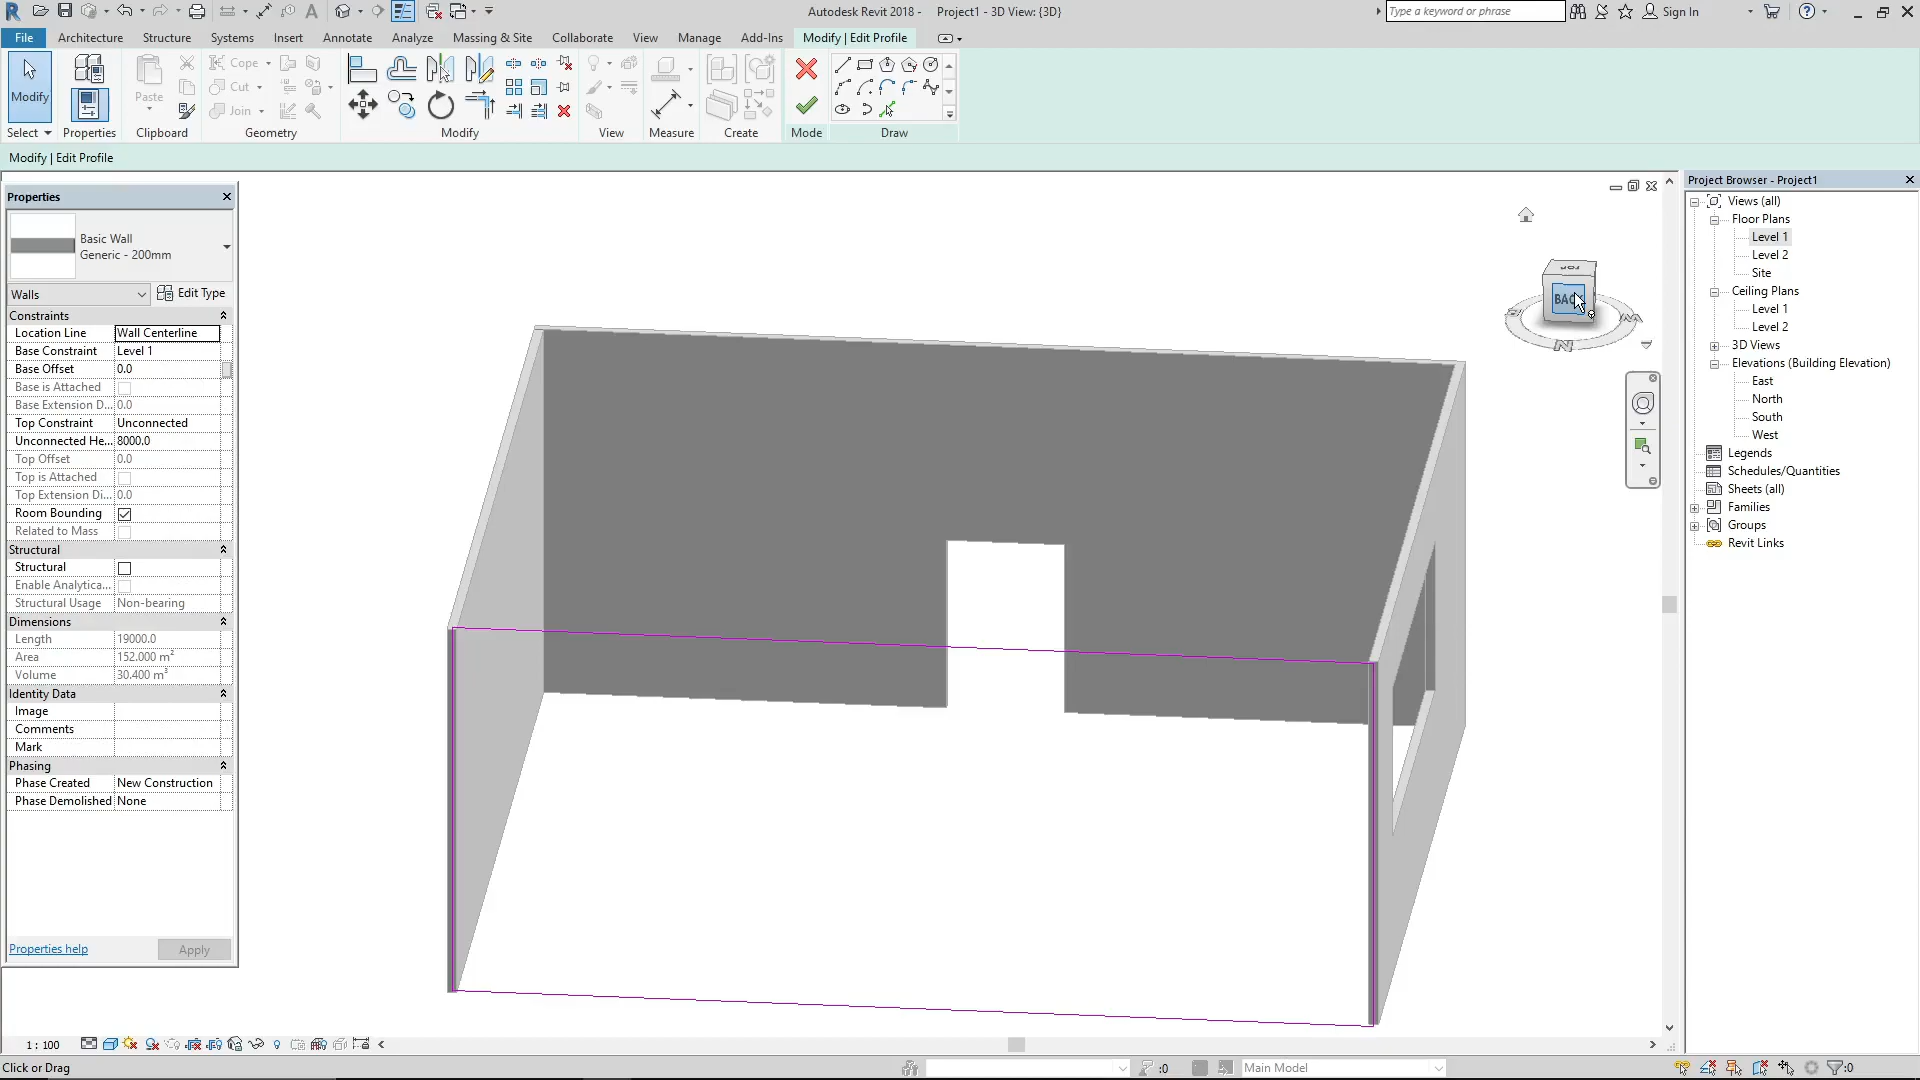 Autodesk Revit 2018 -     Project1 - 3D View: {3D}
Type a keyword or phrase
Sign In
File
Architecture
Structure
Systems
Insert
Annotate
Analyze
Massing & Site
Collaborate
View
Manage
Add-Ins
Modify | Edit Profile
Modify
Paste
Cope
Cut
Join
Select
Properties
Clipboard
Geometry
Modify
View
Measure
Create
Mode
Draw
Modify | Edit Profile
Properties
Basic Wall
Generic - 200mm
Walls
Edit Type
Constraints
Location Line Wall Centerline
Base Constraint Level 1
Base Offset 0.0
Base is Attached
Base Extension D... 0.0
Top Constraint Unconnected
Unconnected He... 8000.0
Top Offset 0.0
Top is Attached
Top Extension Di... 0.0
Room Bounding
Related to Mass
Structural
Structural
Enable Analytica...
Structural Usage Non-bearing
Dimensions
Length 19000.0
Area 152.000 m²
Volume 30.400 m³
Identity Data
Image
Comments
Mark
Phasing
Phase Created New Construction
Phase Demolished None
Properties help
Apply
TOP
BACK
N
W
Project Browser - Project1
Views (all)
Floor Plans
Level 1
Level 2
Site
Ceiling Plans
Level 1
Level 2
3D Views
Elevations (Building Elevation)
East
North
South
West
Legends
Schedules/Quantities
Sheets (all)
Families
Groups
Revit Links
1 : 100
Click or Drag
:0
Main Model
:0